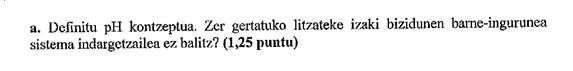 a. Definitu pH kontzeptua. Zer gertatuko litzateke izaki bizidunen barne-ingurunea
sistema indargetzailea ez balitz? (1,25 puntu)